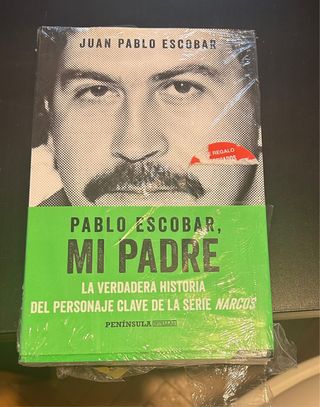 JUAN PABLO ESCOBAR
REGALO
PABLO ESCOBAR,
MI PADRE
LA VERDADERA HISTORIA
DEL PERSONAJE CLAVE DE LA SERIE NARCOS
PENÍNSULA